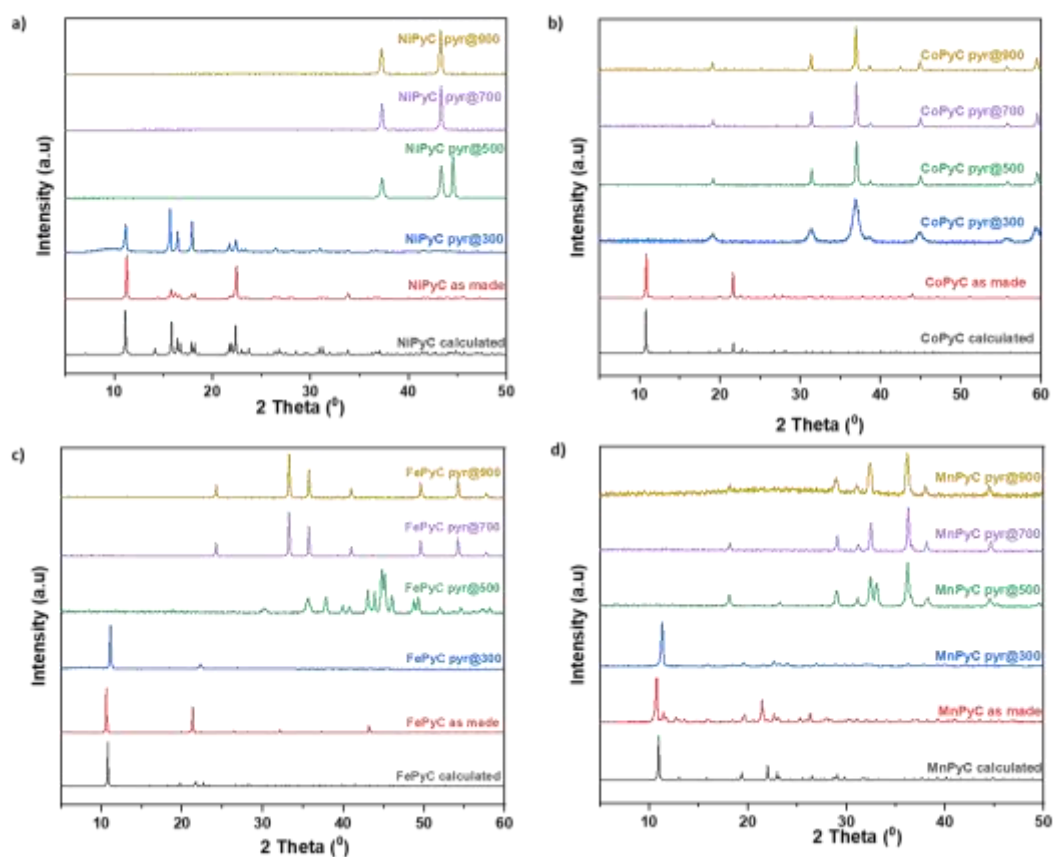 a)
NiPyC pyr@900
NiPyC pyr@700
NiPyC pyr@500
NiPyC pyr@300
NiPyC as made
NiPyC calculated
Intensity (a.u)
10 20 30 40 50
2 Theta (⁰)
b)
CoPyC pyr@900
CoPyC pyr@700
CoPyC pyr@500
CoPyC pyr@300
CoPyC as made
CoPyC calculated
Intensity (a.u)
10 20 30 40 50 60
2 Theta (⁰)
c)
FePyC pyr@900
FePyC pyr@700
FePyC pyr@500
FePyC pyr@300
FePyC as made
FePyC calculated
Intensity (a.u)
10 20 30 40 50 60
2 Theta (⁰)
d)
MnPyC pyr@900
MnPyC pyr@700
MnPyC pyr@500
MnPyC pyr@300
MnPyC as made
MnPyC calculated
Intensity (a.u)
10 20 30 40 50
2 Theta (⁰)